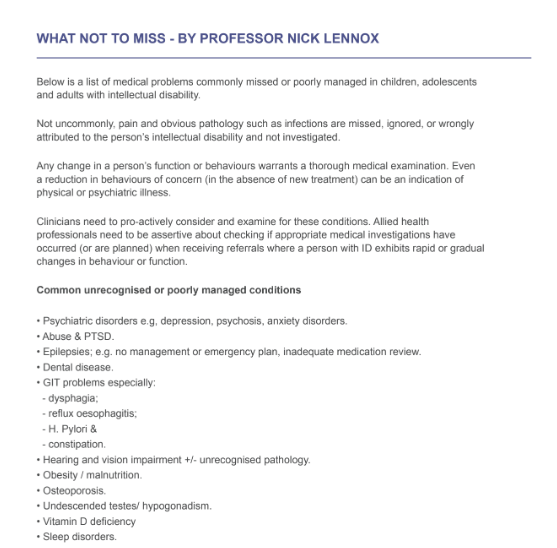 WHAT NOT TO MISS - BY PROFESSOR NICK LENNOX
Below is a list of medical problems commonly missed or poorly managed in children, adolescents
and adults with intellectual disability.
Not uncommonly, pain and obvious pathology such as infections are missed, ignored, or wrongly
attributed to the person's intellectual disability and not investigated.
Any change in a person's function or behaviours warrants a thorough medical examination. Even
a reduction in behaviours of concern (in the absence of new treatment) can be an indication of
physical or psychiatric illness.
Clinicians need to pro-actively consider and examine for these conditions. Allied health
professionals need to be assertive about checking if appropriate medical investigations have
occurred (or are planned) when receiving referrals where a person with ID exhibits rapid or gradual
changes in behaviour or function.
Common unrecognised or poorly managed conditions
• Psychiatric disorders e.g, depression, psychosis, anxiety disorders.
• Abuse & PTSD.
• Epilepsies; e.g. no management or emergency plan, inadequate medication review.
• Dental disease.
• GIT problems especially:
- dysphagia;
- reflux oesophagitis;
- H. Pylori &
- constipation.
• Hearing and vision impairment +/- unrecognised pathology.
• Obesity / malnutrition.
• Osteoporosis.
• Undescended testes/ hypogonadism.
• Vitamin D deficiency
• Sleep disorders.